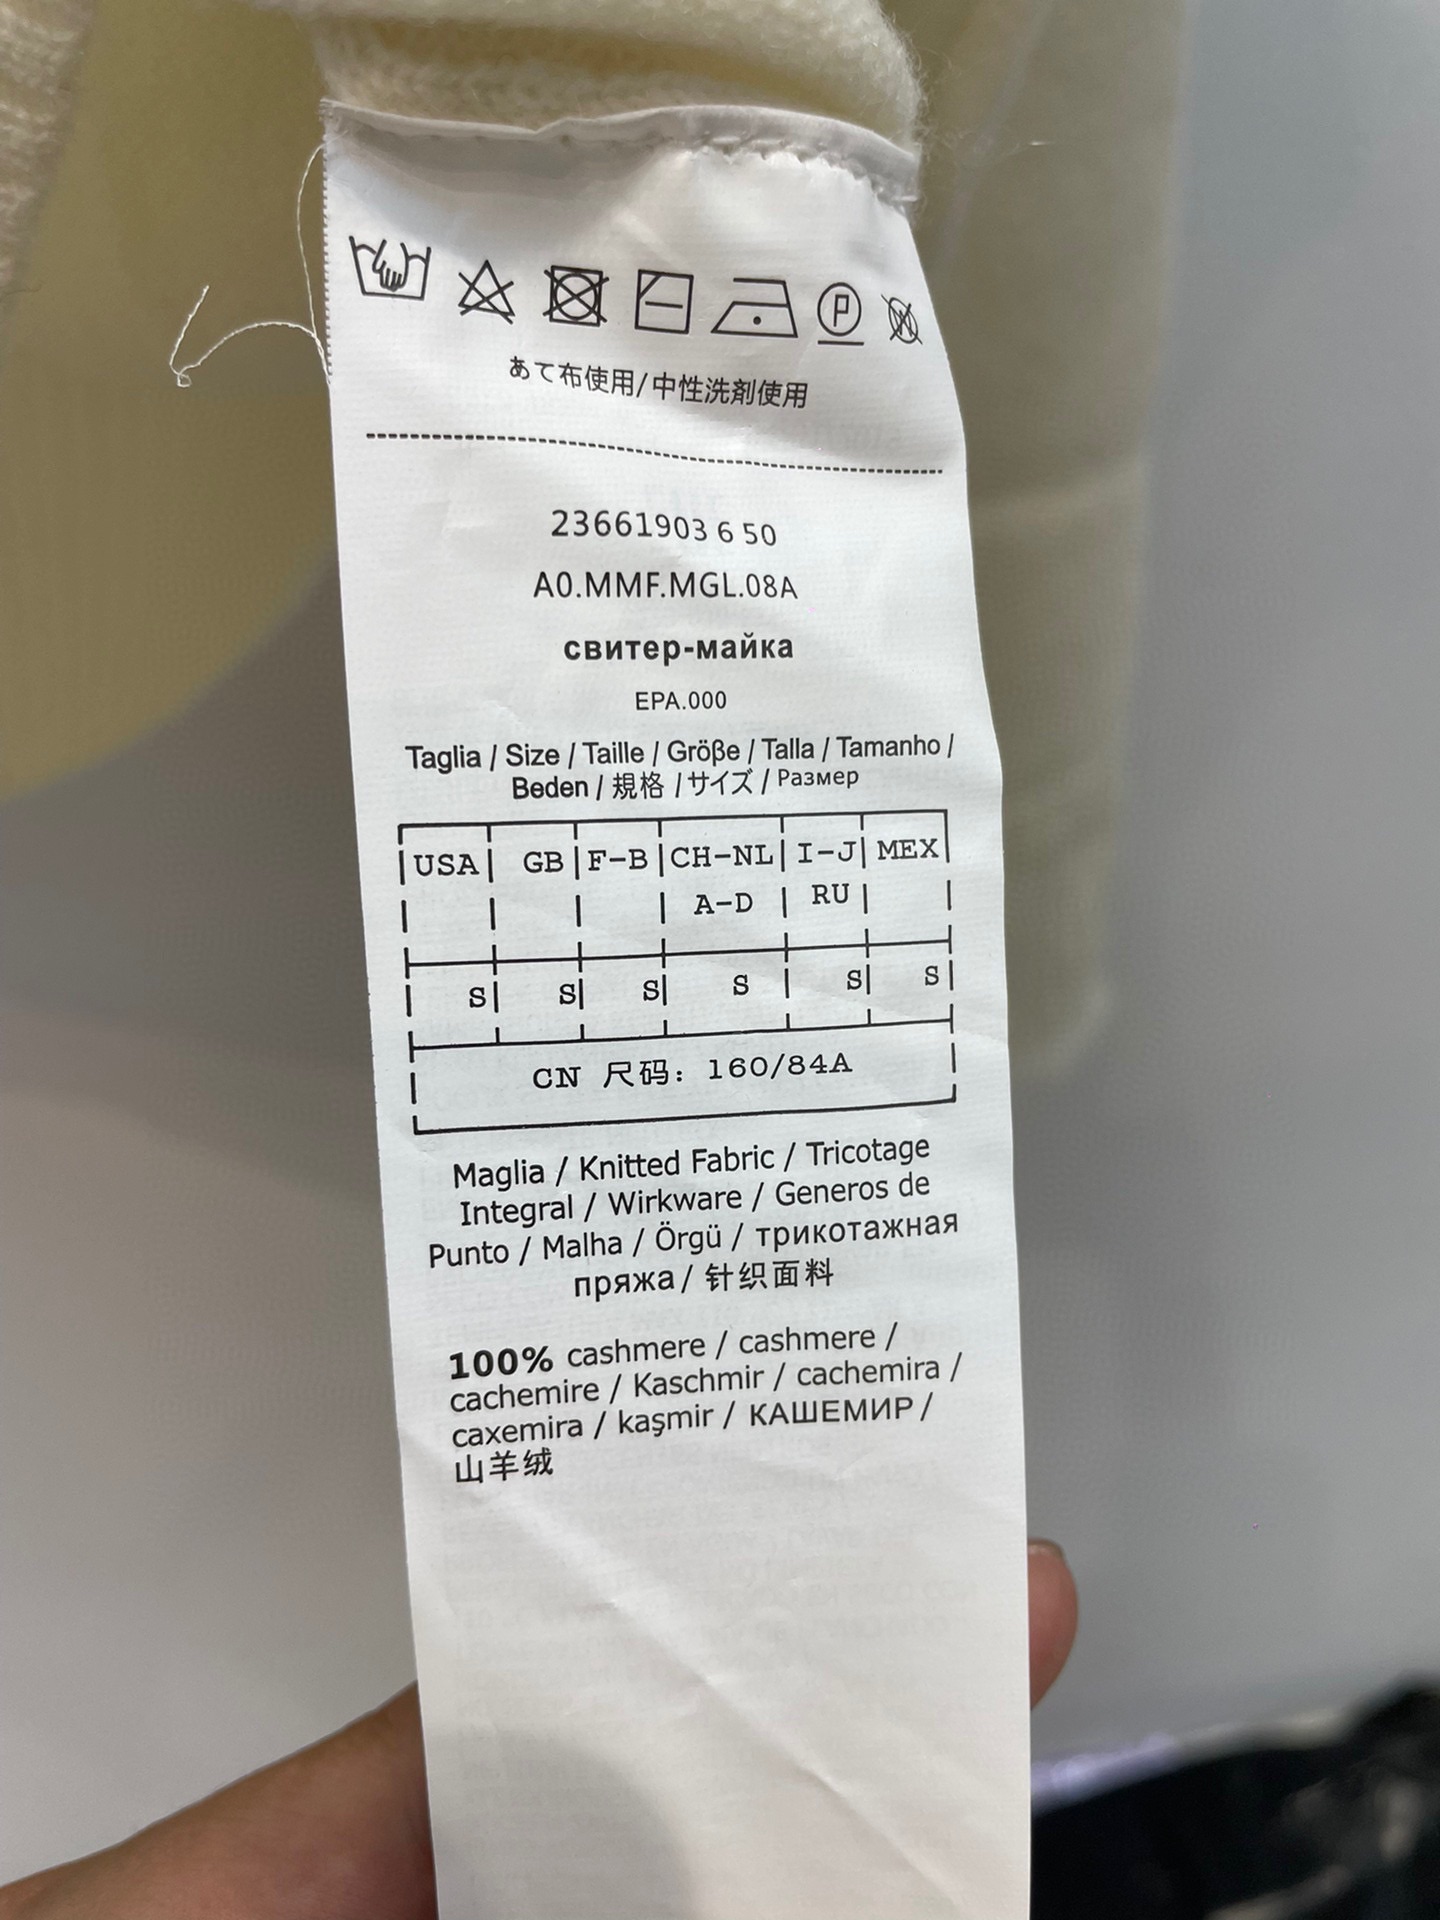 P W
あて布使用/中性洗剤使用
23661903 6 50
A0.MMF.MGL.08A
свитер-майка
EPA.000
Taglia / Size / Taille / Größe / Talla / Tamanho /
Beden / 規格 / サイズ / Размер
USA GB F-B CH-NL I-J MEX
A-D RU
S S S S S S
CN 尺码: 160/84A
Maglia / Knitted Fabric / Tricotage
Integral / Wirkware / Generos de
Punto / Malha / Örgü / трикотажная
пряжа / 针织面料
100% cashmere / cashmere /
cachemire / Kaschmir / cachemira /
caxemira / kaşmir / КАШЕМИР /
山羊绒